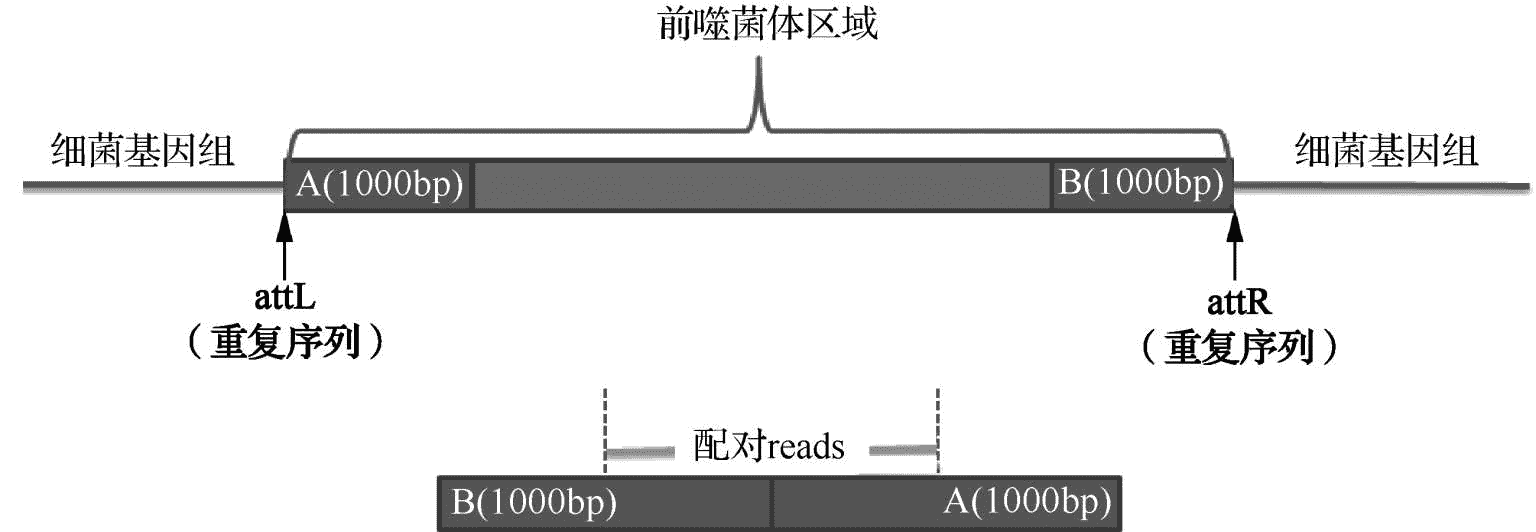 前噬菌体区域
细菌基因组
细菌基因组
A(1000bp)
B(1000bp)
attL
（重复序列）
attR
（重复序列）
配对reads
B(1000bp)
A(1000bp)